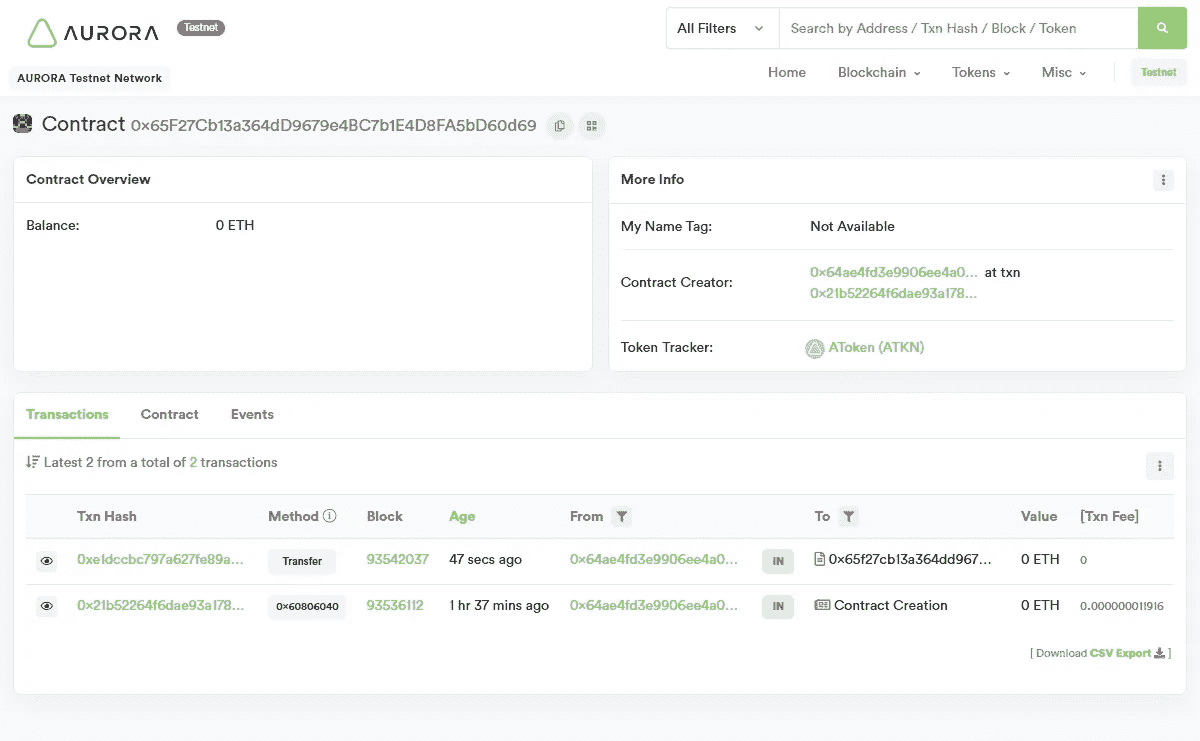 AURORA Testnet
All Filters Search by Address / Txn Hash / Block / Token
AURORA Testnet Network
Home Blockchain Tokens Misc Testnet
Contract 0x65F27Cb13a364dD9679e4BC7b1E4D8FA5bD60d69
Contract Overview
Balance: 0 ETH
More Info
My Name Tag: Not Available
Contract Creator: 0x64ae4fd3e9906ee4a0... at txn
0x21b52264f6dae93a178...
Token Tracker: AToken (ATKN)
Transactions Contract Events
Latest 2 from a total of 2 transactions
Txn Hash Method Block Age From To Value [Txn Fee]
0xe1dccbc797a627fe89a... Transfer 93542037 47 secs ago 0x64ae4fd3e9906ee4a0... IN 0x65f27cb13a364dd967... 0 ETH 0
0x21b52264f6dae93a178... 0x60806040 93536112 1 hr 37 mins ago 0x64ae4fd3e9906ee4a0... IN Contract Creation 0 ETH 0.000000011916
[ Download CSV Export ]